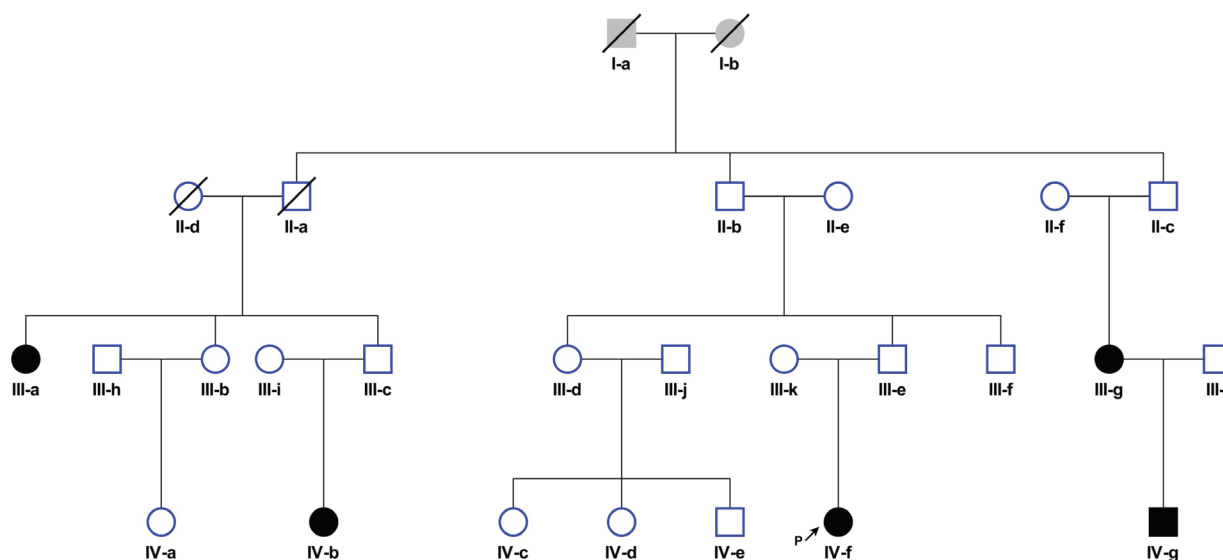 I-a I-b
II-d II-a II-b II-e II-f II-c
III-a III-h III-b III-i III-c III-d III-j III-k III-e III-f III-g III-
P
IV-a IV-b IV-c IV-d IV-e IV-f IV-g